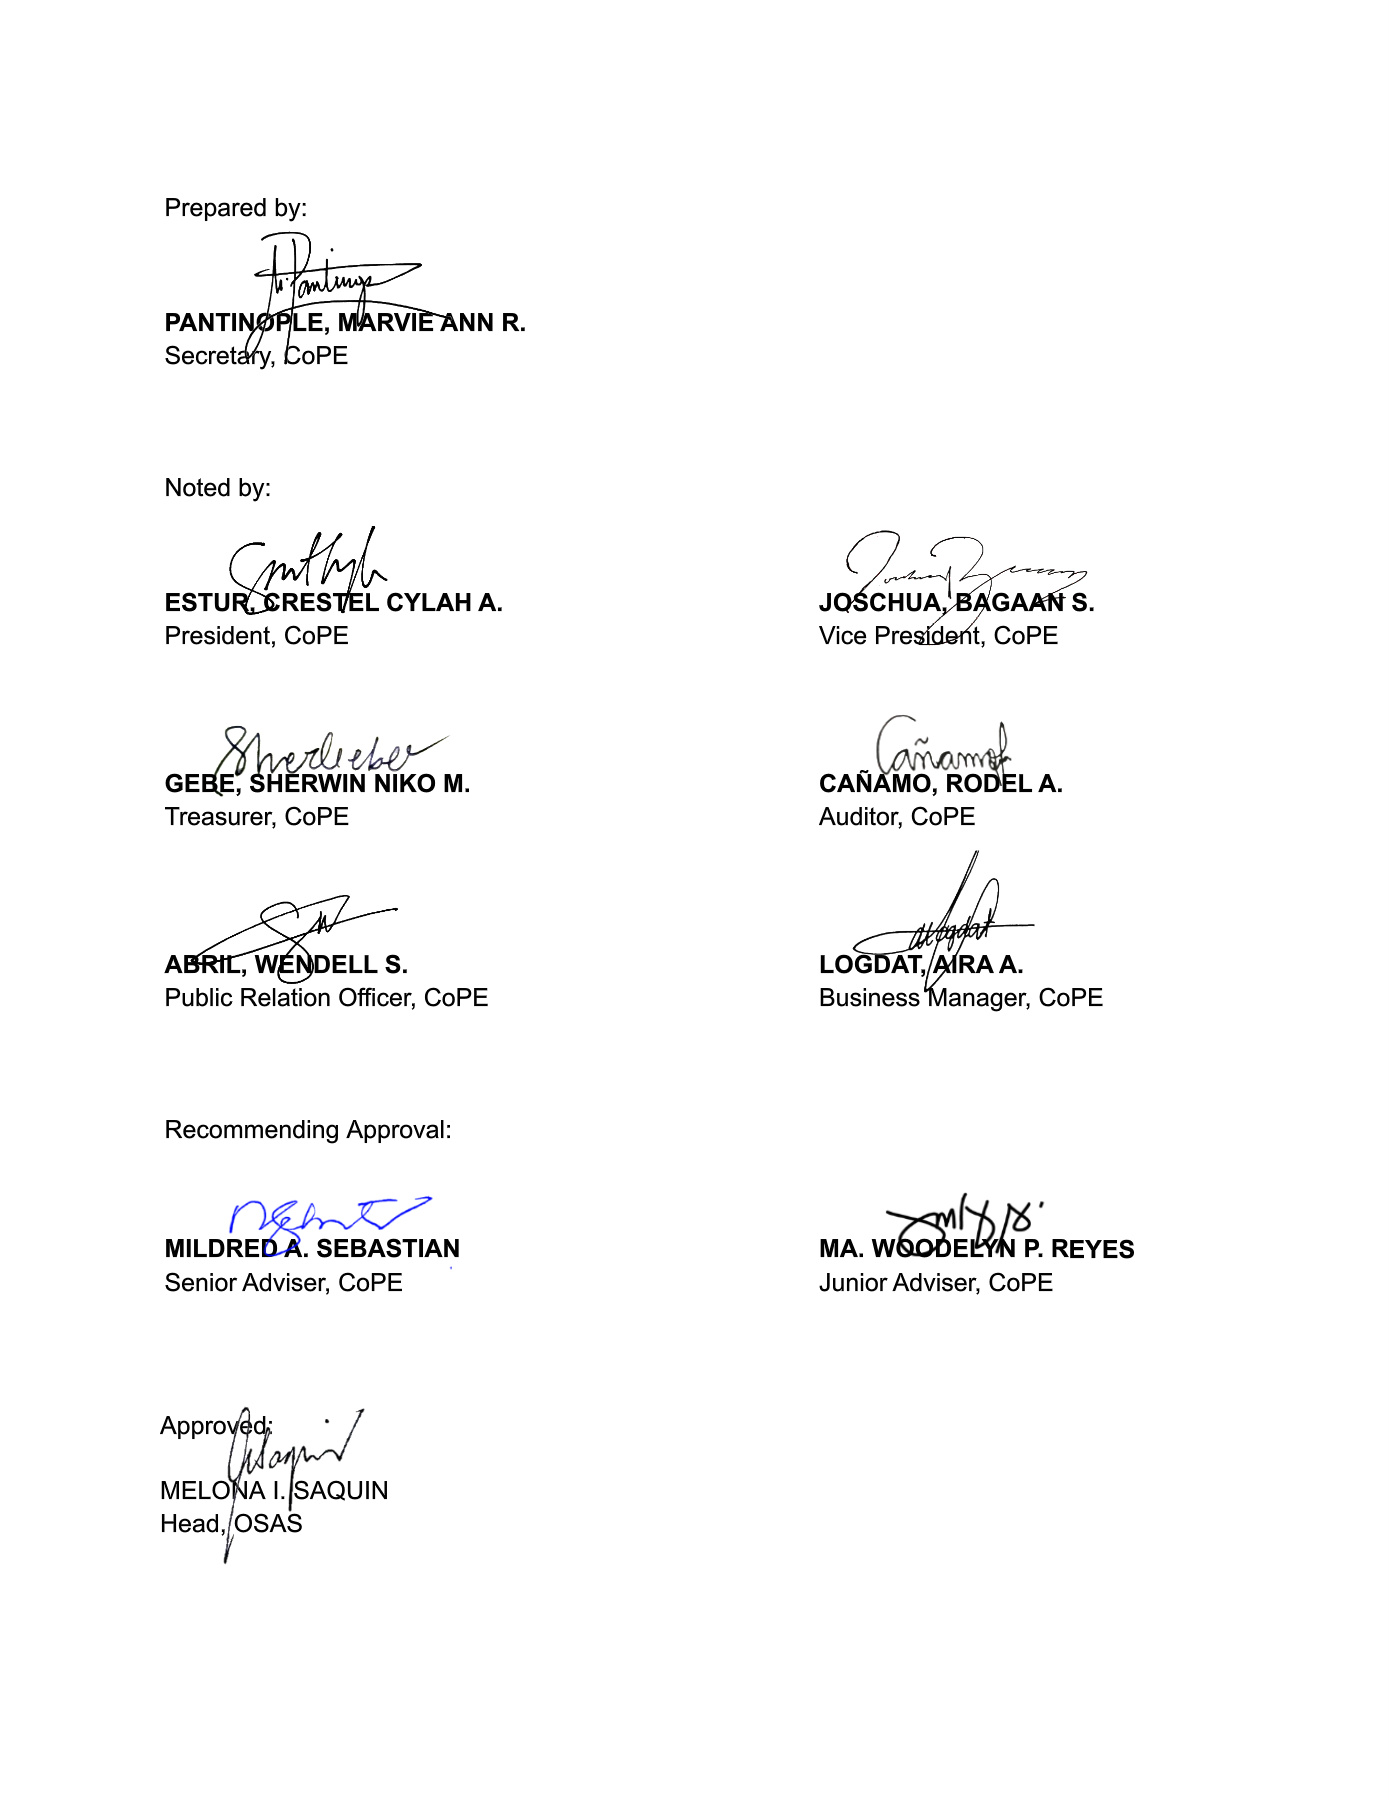 Prepared by:
PANTINOPLE, MARVIE ANN R.
Secretary, CoPE
Noted by:
ESTUR, CRESTEL CYLAH A.
President, CoPE
JOSCHUA, BAGAAN S.
Vice President, CoPE
GEBE, SHERWIN NIKO M.
Treasurer, CoPE
Cañamo
CAÑAMO, RODEL A.
Auditor, CoPE
ABRIL, WENDELL S.
Public Relation Officer, CoPE
LOGDAT, AIRA A.
Business Manager, CoPE
Recommending Approval:
MILDRED A. SEBASTIAN
Senior Adviser, CoPE
MA. WOODELYN P. REYES
Junior Adviser, CoPE
Approved:
MELONA I. SAQUIN
Head, OSAS